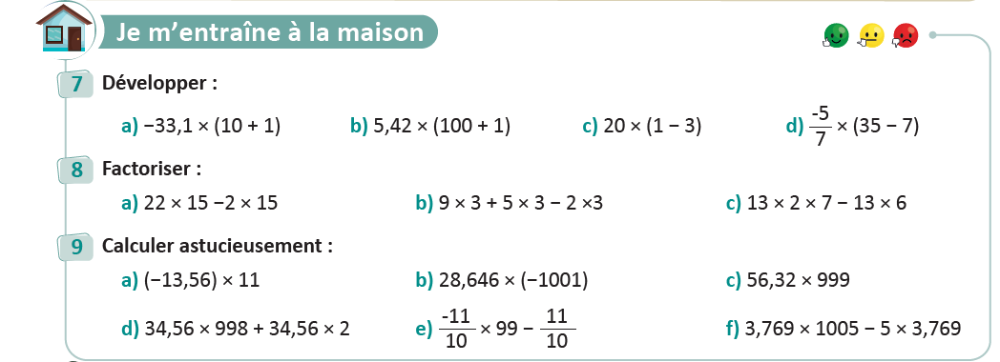 Je m'entraîne à la maison
7 Développer :
a) −33,1 × (10 + 1) b) 5,42 × (100 + 1) c) 20 × (1 − 3) d) -5/7 × (35 − 7)
8 Factoriser :
a) 22 × 15 −2 × 15 b) 9 × 3 + 5 × 3 − 2 ×3 c) 13 × 2 × 7 − 13 × 6
9 Calculer astucieusement :
a) (−13,56) × 11 b) 28,646 × (−1001) c) 56,32 × 999
d) 34,56 × 998 + 34,56 × 2 e) -11/10 × 99 − 11/10 f) 3,769 × 1005 − 5 × 3,769